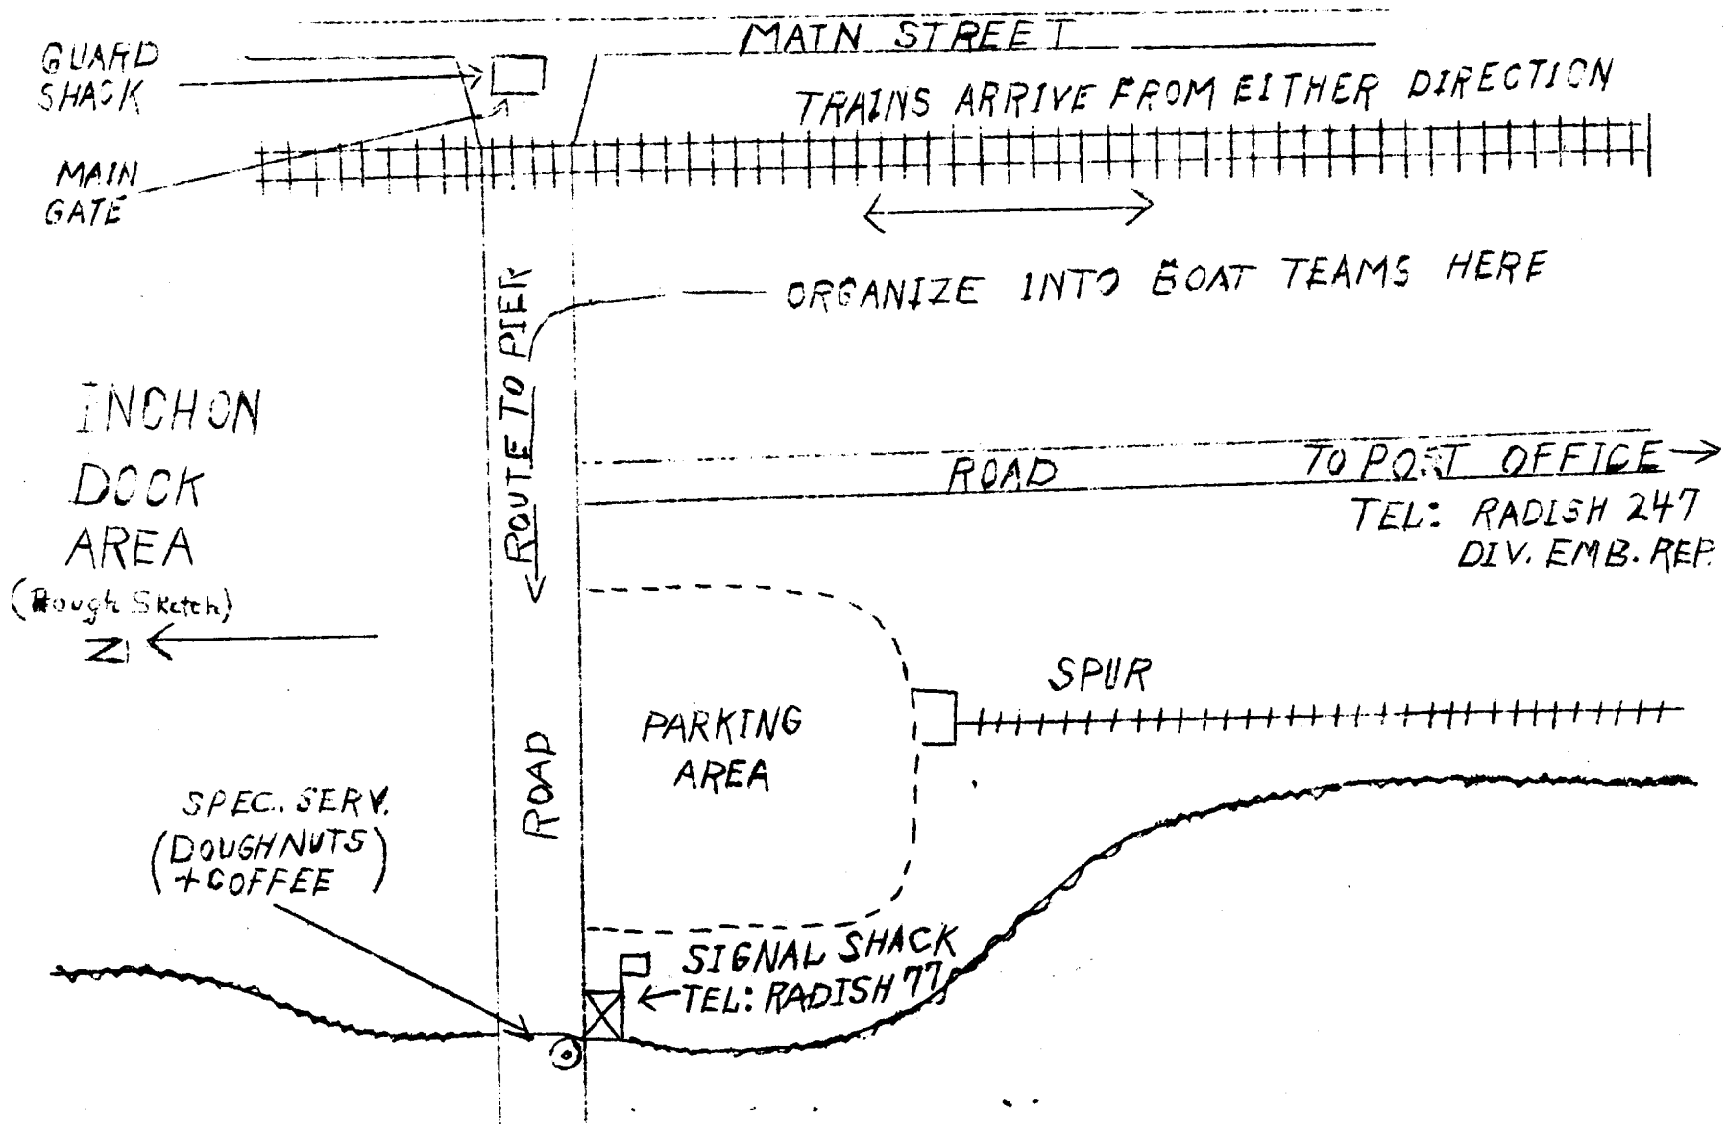 MAIN STREET
GUARD
SHACK
TRAINS ARRIVE FROM EITHER DIRECTION
MAIN
GATE
ORGANIZE INTO BOAT TEAMS HERE
ROUTE TO PIER
INCHON
DOCK
AREA
(Rough Sketch)
N
ROAD
TO POST OFFICE
TEL: RADISH 247
DIV. EMB. REP.
SPUR
PARKING
AREA
ROAD
SPEC. SERV.
(DOUGHNUTS
+ COFFEE)
SIGNAL SHACK
TEL: RADISH 77